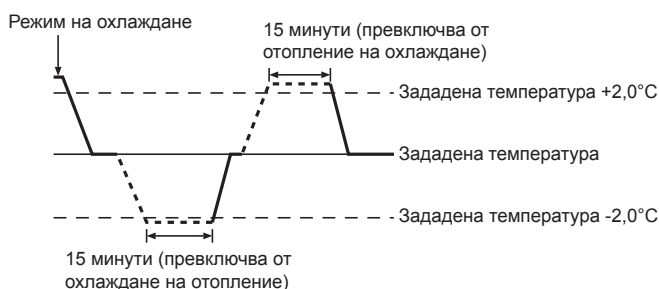 Режим на охлаждане
15 минути (превключва от
отопление на охлаждане)
Зададена температура +2,0°C
Зададена температура
Зададена температура -2,0°C
15 минути (превключва от
охлаждане на отопление)